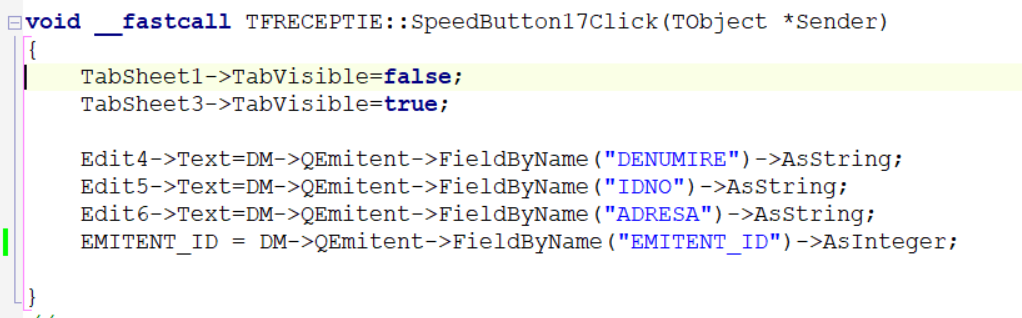 void __fastcall TFRECEPTIE::SpeedButton17Click(TObject *Sender)
{
TabSheet1->TabVisible=false;
TabSheet3->TabVisible=true;
Edit4->Text=DM->QEmitent->FieldByName("DENUMIRE")->AsString;
Edit5->Text=DM->QEmitent->FieldByName("IDNO")->AsString;
Edit6->Text=DM->QEmitent->FieldByName("ADRESA")->AsString;
EMITENT_ID = DM->QEmitent->FieldByName("EMITENT_ID")->AsInteger;
}